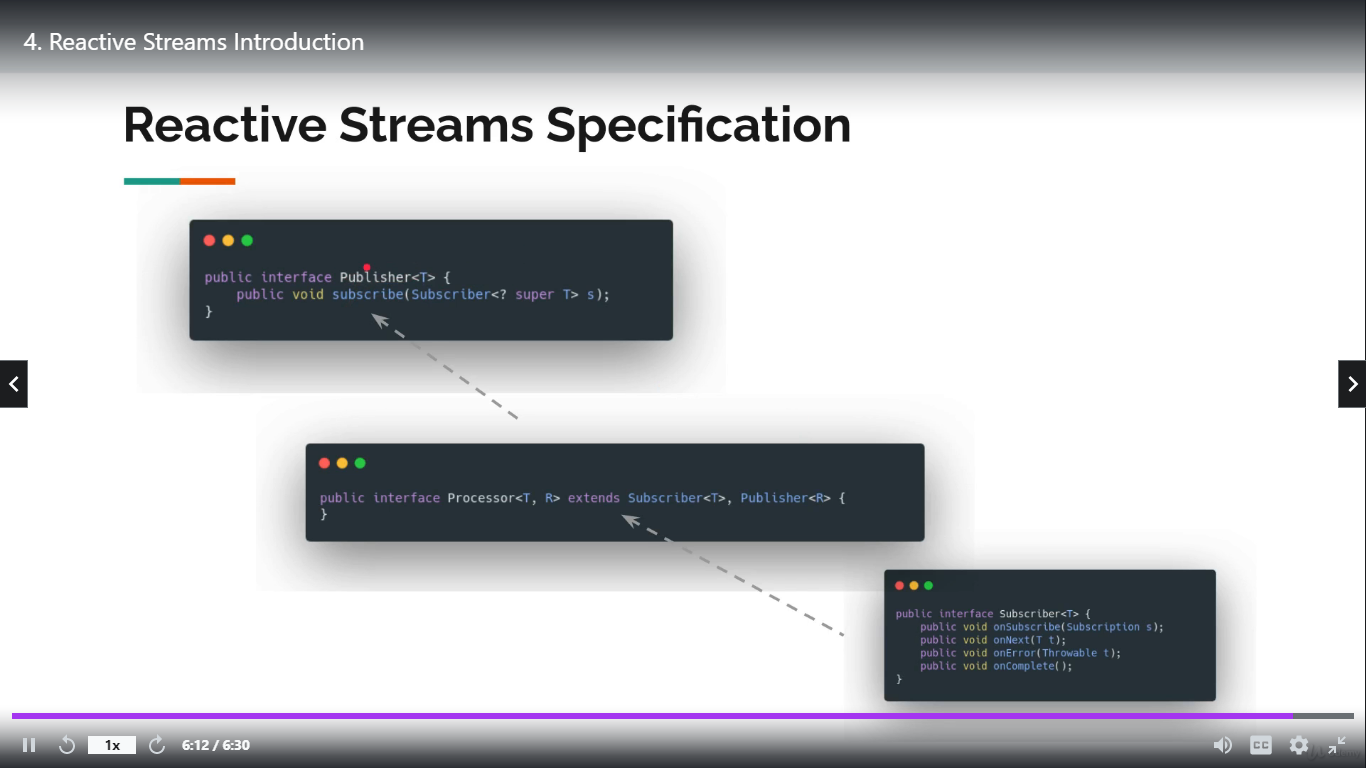 4. Reactive Streams Introduction
Reactive Streams Specification
public interface Publisher<T> {
    public void subscribe(Subscriber<? super T> s);
}
public interface Processor<T, R> extends Subscriber<T>, Publisher<R> {
}
public interface Subscriber<T> {
    public void onSubscribe(Subscription s);
    public void onNext(T t);
    public void onError(Throwable t);
    public void onComplete();
}
1x
6:12 / 6:30
CC